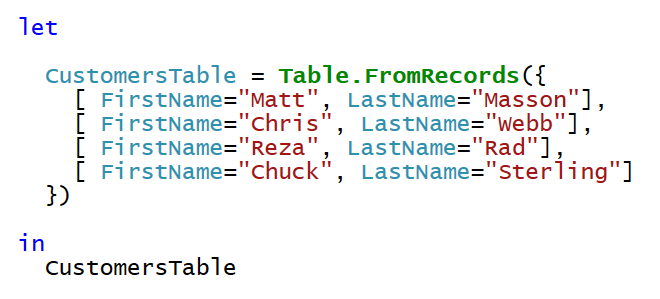 let
CustomersTable = Table.FromRecords({
[ FirstName="Matt", LastName="Masson"],
[ FirstName="Chris", LastName="Webb"],
[ FirstName="Reza", LastName="Rad"],
[ FirstName="Chuck", LastName="Sterling"]
})
in
CustomersTable